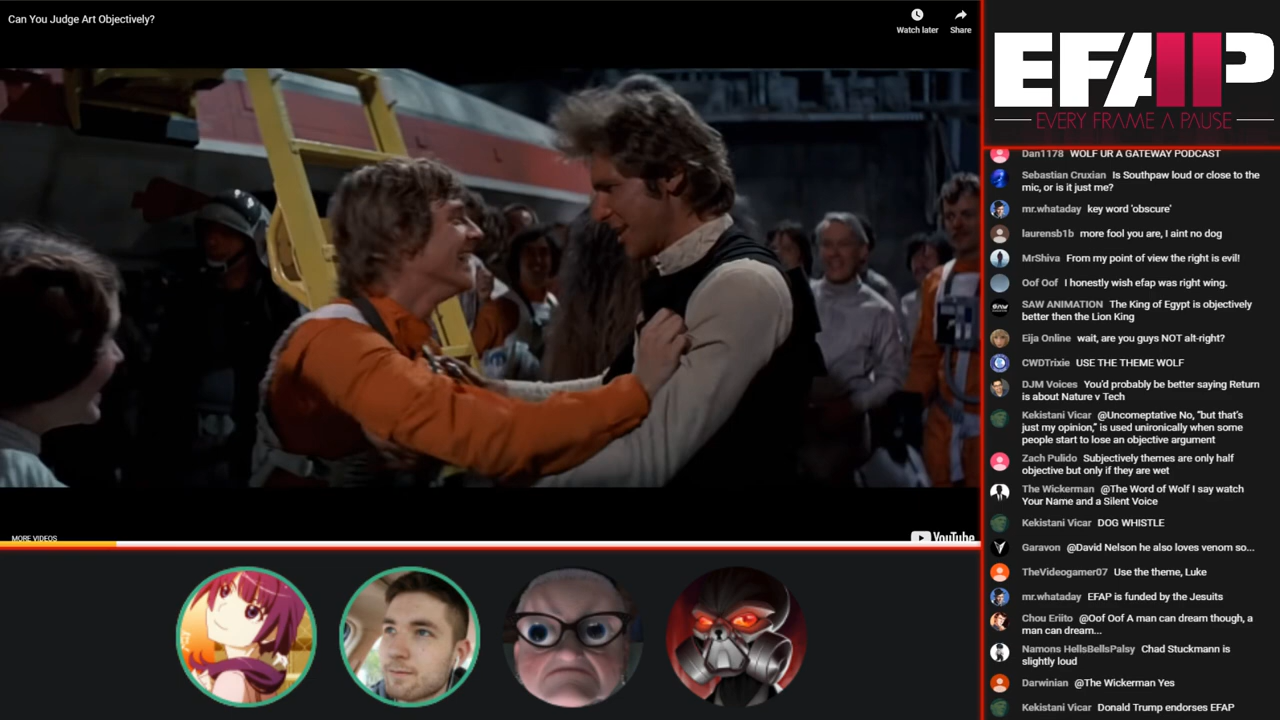 Can You Judge Art Objectively?
Watch later
Share
MORE VIDEOS
YouTube
EFAP
EVERY FRAME A PAUSE
Dan1178 WOLF UR A GATEWAY PODCAST
Sebastian Cruxian Is Southpaw loud or close to the
mic, or is it just me?
mr.whataday key word 'obscure'
laurensb1b more fool you are, I aint no dog
MrShiva From my point of view the right is evil!
Oof Oof I honestly wish efap was right wing.
SAW ANIMATION The King of Egypt is objectively
better then the Lion King
Eija Online wait, are you guys NOT alt-right?
CWDTrixie USE THE THEME WOLF
DJM Voices You'd probably be better saying Return
is about Nature v Tech
Kekistani Vicar @Uncomeptative No, "but that's
just my opinion," is used unironically when some
people start to lose an objective argument
Zach Pulido Subjectively themes are only half
objective but only if they are wet
The Wickerman @The Word of Wolf I say watch
Your Name and a Silent Voice
Kekistani Vicar DOG WHISTLE
Garavon @David Nelson he also loves venom so...
TheVideogamer07 Use the theme, Luke
mr.whataday EFAP is funded by the Jesuits
Chou Eriito @Oof Oof A man can dream though, a
man can dream...
Namons HellsBellsPalsy Chad Stuckmann is
slightly loud
Darwinian @The Wickerman Yes
Kekistani Vicar Donald Trump endorses EFAP